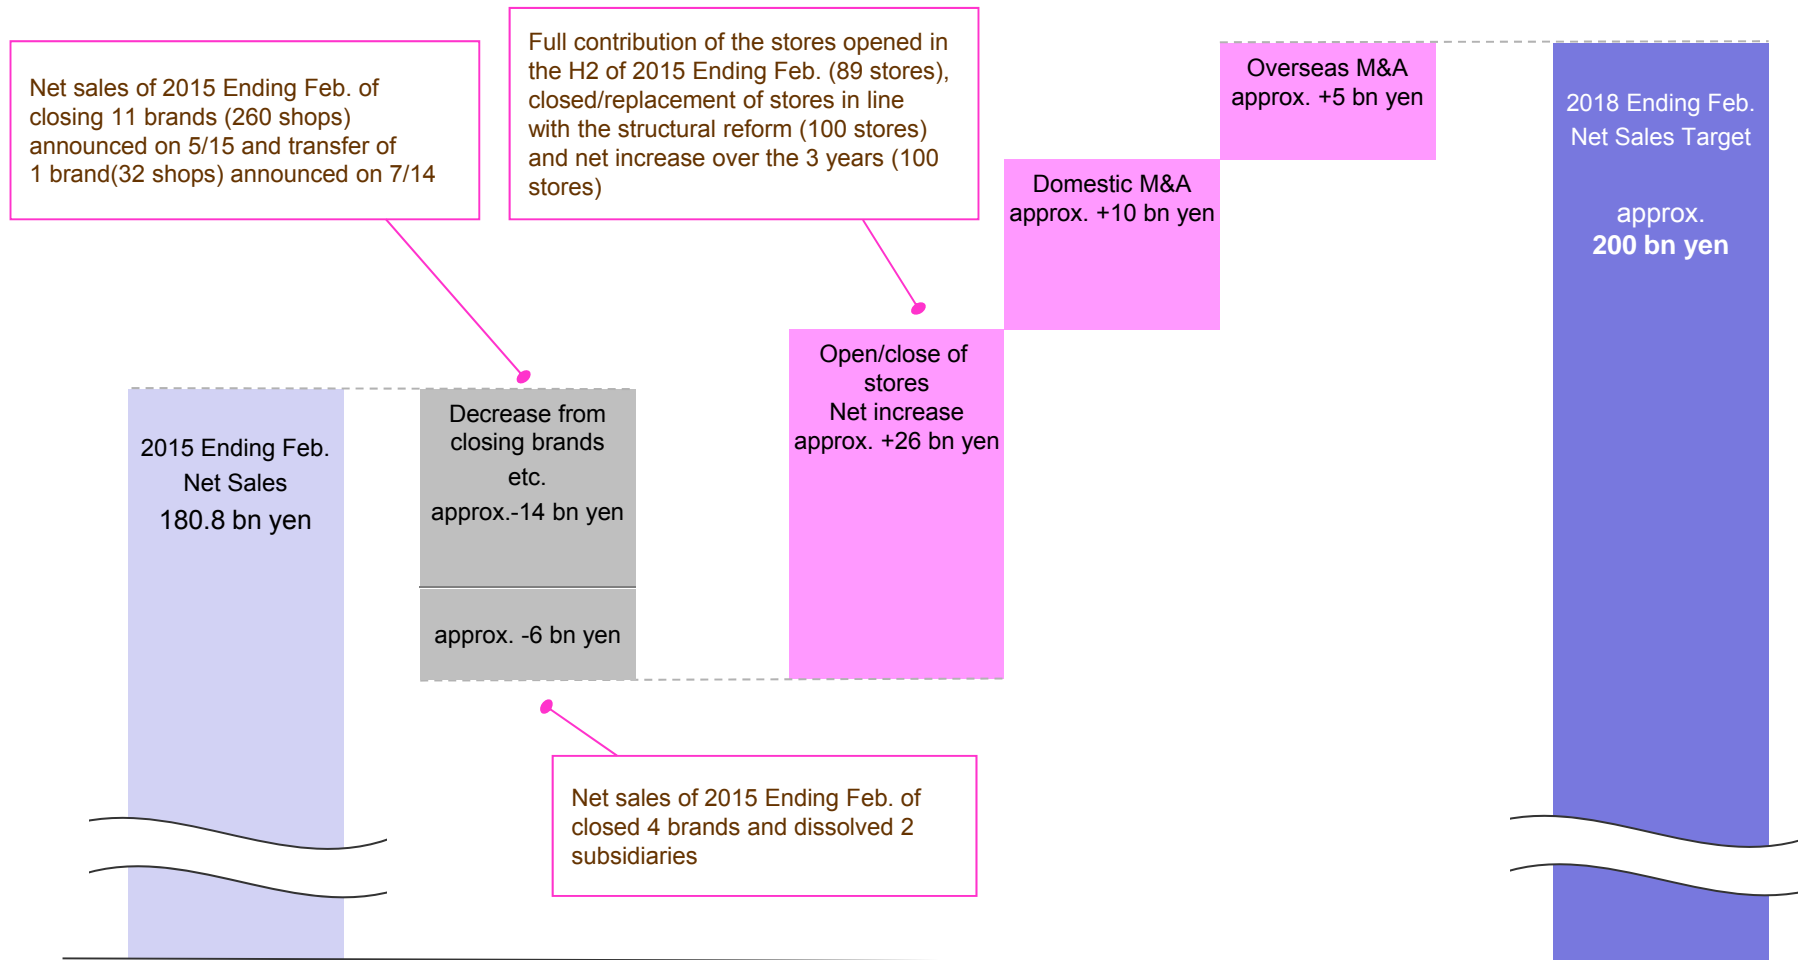 Net sales of 2015 Ending Feb. of
closing 11 brands (260 shops)
announced on 5/15 and transfer of
1 brand(32 shops) announced on 7/14
Full contribution of the stores opened in
the H2 of 2015 Ending Feb. (89 stores),
closed/replacement of stores in line
with the structural reform (100 stores)
and net increase over the 3 years (100
stores)
Overseas M&A
approx. +5 bn yen
2018 Ending Feb.
Net Sales Target
approx.
200 bn yen
Domestic M&A
approx. +10 bn yen
Open/close of
stores
Net increase
approx. +26 bn yen
Decrease from
closing brands
etc.
approx.-14 bn yen
2015 Ending Feb.
Net Sales
180.8 bn yen
approx. -6 bn yen
Net sales of 2015 Ending Feb. of
closed 4 brands and dissolved 2
subsidiaries